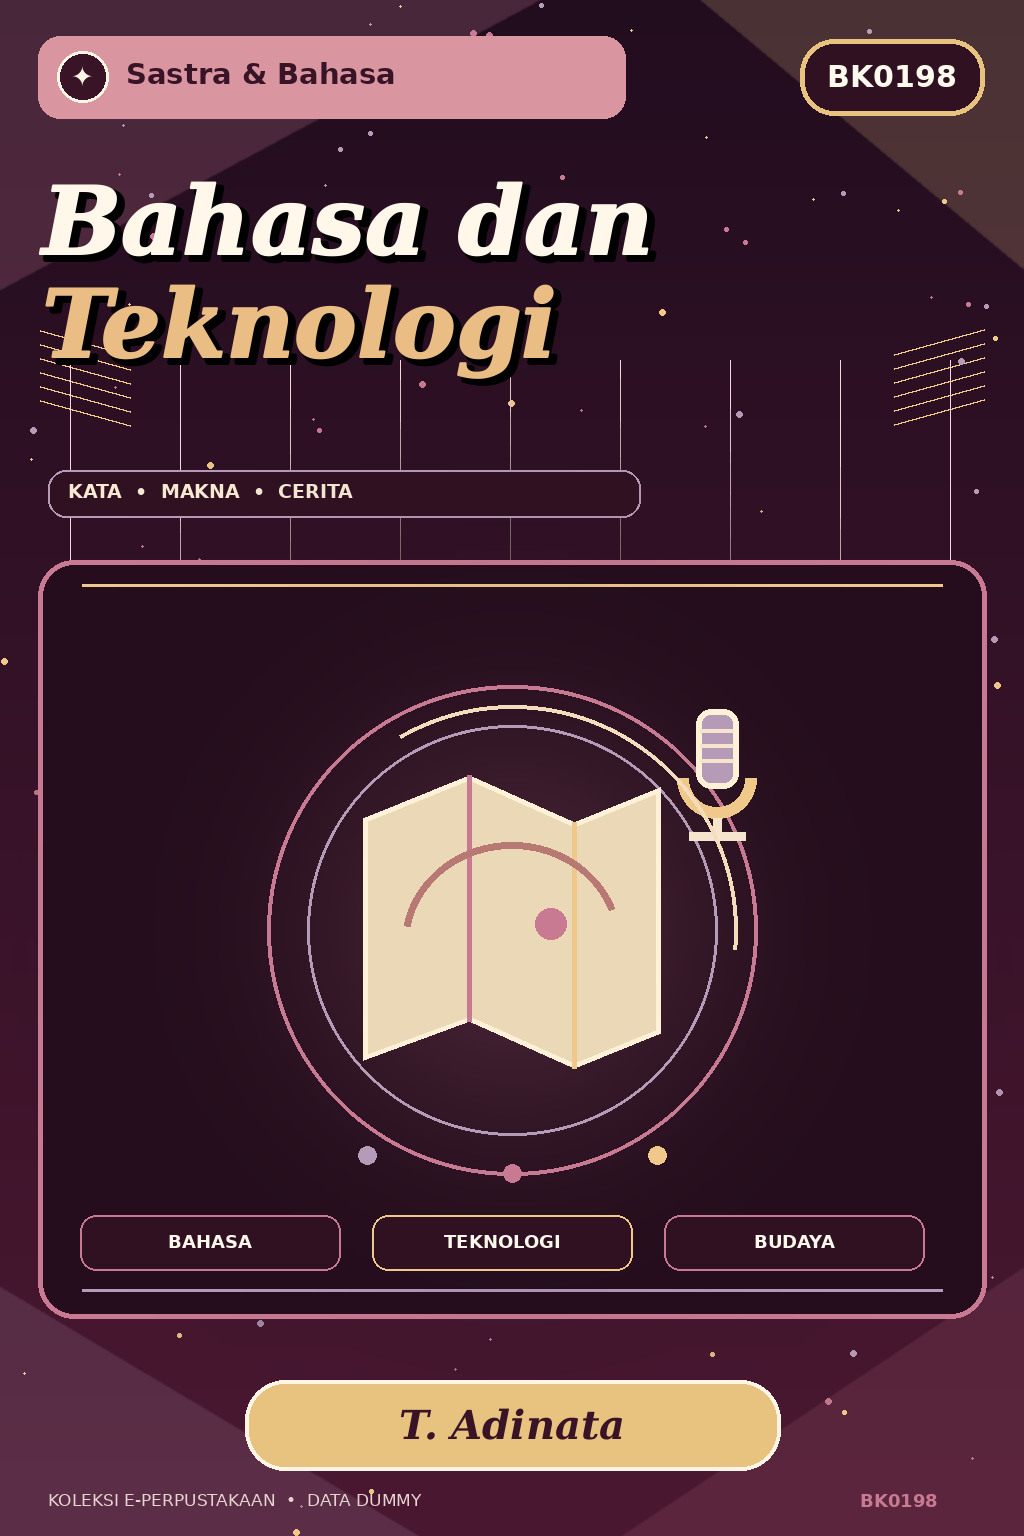 Sastra & Bahasa
BK0198
Bahasa dan
Teknologi
KATA • MAKNA • CERITA
BAHASA
TEKNOLOGI
BUDAYA
T. Adinata
KOLEKSI E-PERPUSTAKAAN • DATA DUMMY
BK0198